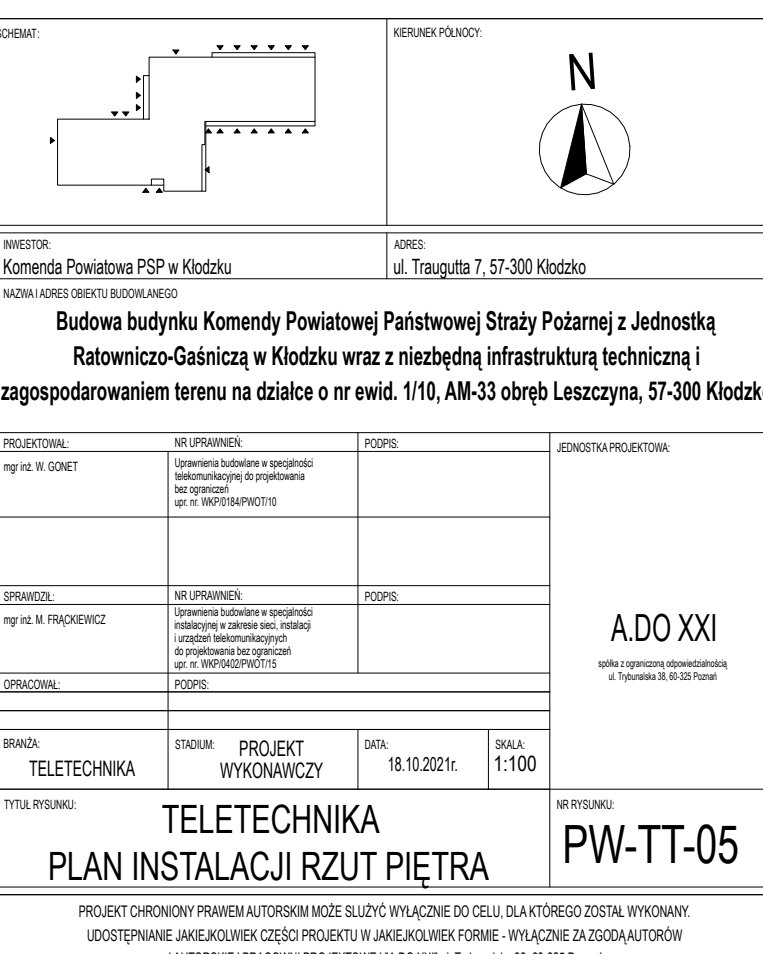 SCHEMAT:
KIERUNEK PÓŁNOCY:
N
INWESTOR:
Komenda Powiatowa PSP w Kłodzku
ADRES:
ul. Traugutta 7, 57-300 Kłodzko
NAZWA I ADRES OBIEKTU BUDOWLANEGO
Budowa budynku Komendy Powiatowej Państwowej Straży Pożarnej z Jednostką
Ratowniczo-Gaśniczą w Kłodzku wraz z niezbędną infrastrukturą techniczną i
zagospodarowaniem terenu na działce o nr ewid. 1/10, AM-33 obręb Leszczyna, 57-300 Kłodzko
PROJEKTOWAŁ:
NR UPRAWNIEŃ:
PODPIS:
JEDNOSTKA PROJEKTOWA:
mgr inż. W. GONET
Uprawnienia budowlane w specjalności
telekomunikacyjnej do projektowania
bez ograniczeń
upr. nr. WKP/0184/PWOT/10
SPRAWDZIŁ:
NR UPRAWNIEŃ:
PODPIS:
mgr inż. M. FRĄCKIEWICZ
Uprawnienia budowlane w specjalności
instalacyjnej w zakresie sieci, instalacji
i urządzeń telekomunikacyjnych
do projektowania bez ograniczeń
upr. nr. WKP/0402/PWOT/15
A.DO XXI
spółka z ograniczoną odpowiedzialnością
ul. Trybunalska 38, 60-325 Poznań
OPRACOWAŁ:
PODPIS:
BRANŻA:
TELETECHNIKA
STADIUM: PROJEKT
WYKONAWCZY
DATA:
18.10.2021r.
SKALA:
1:100
TYTUŁ RYSUNKU:
TELETECHNIKA
PLAN INSTALACJI RZUT PIĘTRA
NR RYSUNKU:
PW-TT-05
PROJEKT CHRONIONY PRAWEM AUTORSKIM MOŻE SŁUŻYĆ WYŁĄCZNIE DO CELU, DLA KTÓREGO ZOSTAŁ WYKONANY.
UDOSTĘPNIANIE JAKIEJKOLWIEK CZĘŚCI PROJEKTU W JAKIEJKOLWIEK FORMIE - WYŁĄCZNIE ZA ZGODĄ AUTORÓW